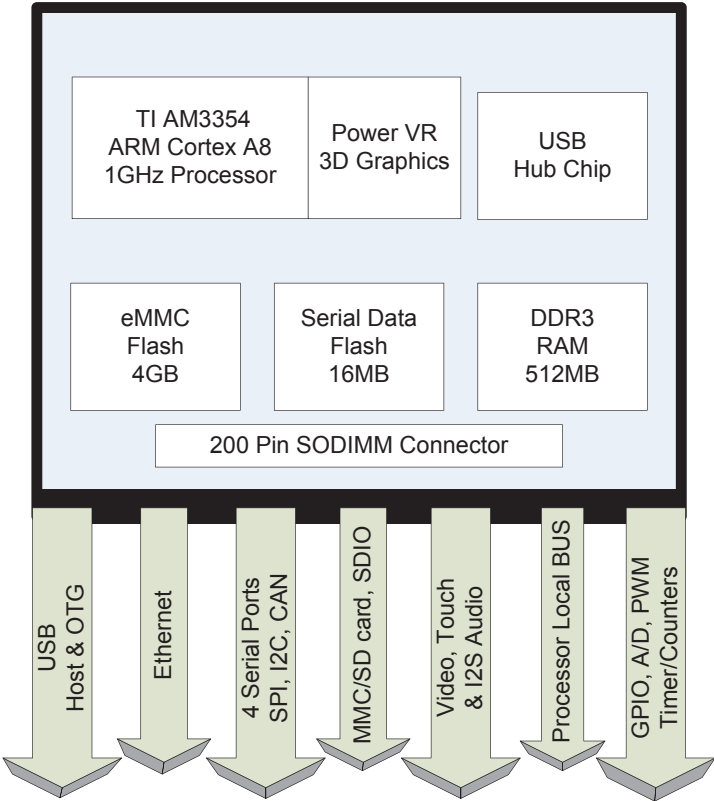 TI AM3354
ARM Cortex A8
1GHz Processor
Power VR
3D Graphics
USB
Hub Chip
eMMC
Flash
4GB
Serial Data
Flash
16MB
DDR3
RAM
512MB
200 Pin SODIMM Connector
USB
Host & OTG
Ethernet
4 Serial Ports
SPI, I2C, CAN
MMC/SD card, SDIO
Video, Touch
& I2S Audio
Processor Local BUS
GPIO, A/D, PWM
Timer/Counters